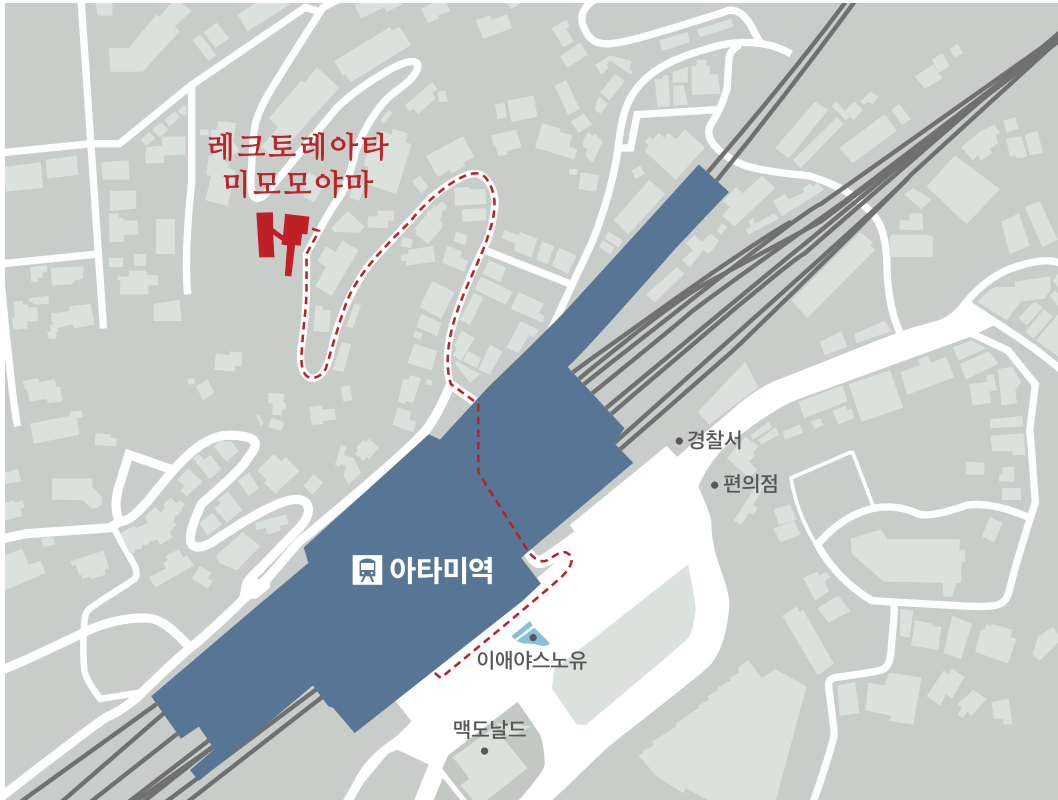 레크토레아타
미모모야마
경찰서
편의점
아타미역
이애야스노유
맥도날드